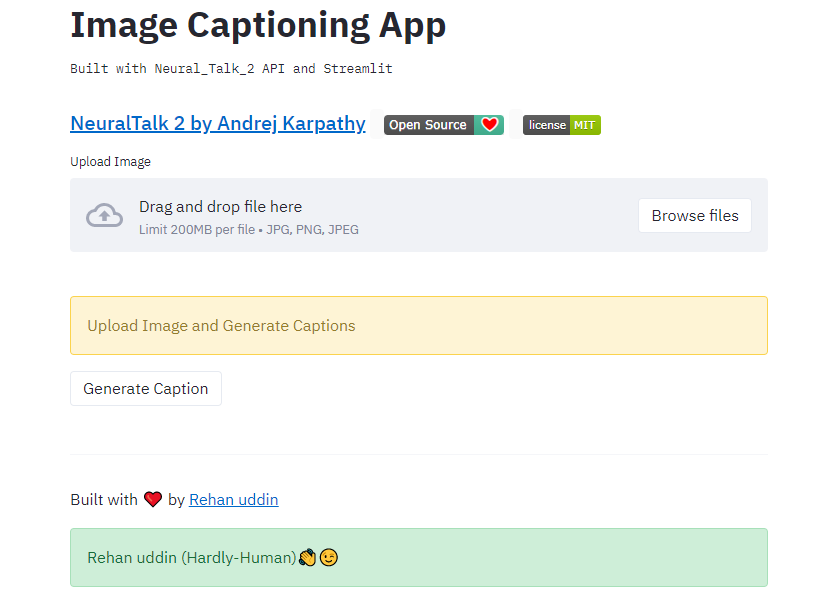 Image Captioning App
Built with Neural_Talk_2 API and Streamlit
NeuralTalk 2 by Andrej Karpathy Open Source license MIT
Upload Image
Drag and drop file here
Limit 200MB per file • JPG, PNG, JPEG
Browse files
Upload Image and Generate Captions
Generate Caption
Built with ❤️ by Rehan uddin
Rehan uddin (Hardly-Human)👏😉